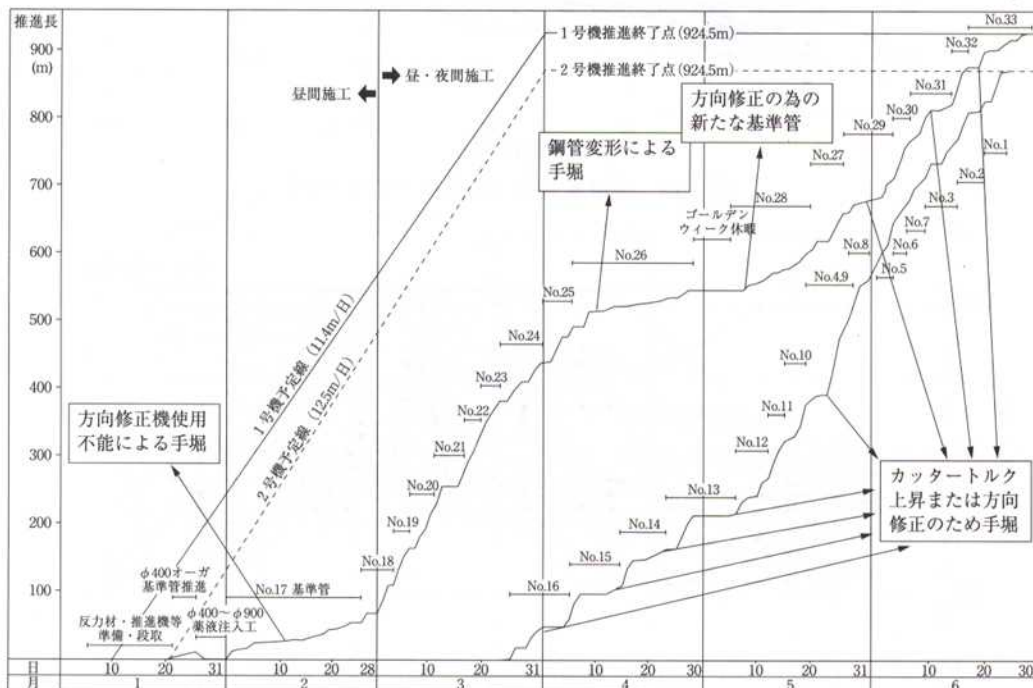 推進長
900
(m)
800
700
600
500
400
300
200
100
1号機推進終了点(924.5m)
2号機推進終了点(924.5m)
昼・夜間施工
昼間施工
1号機予定線(11.4m/日)
2号機予定線(12.5m/日)
方向修正機使用
不能による手堀
鋼管変形による
手堀
方向修正の為の
新たな基準管
ゴールデン
ウィーク休暇
カッタートルク
上昇または方向
修正のため手堀
φ400オーガ
基準管推進
反力材・推進機等
準備・段取
φ400〜φ900
薬液注入工
No.17 基準管
No.18
No.19
No.20
No.21
No.22
No.23
No.24
No.25
No.26
No.28
No.27
No.29
No.30
No.31
No.32
No.33
No.16
No.15
No.14
No.13
No.12
No.11
No.10
No.4,9
No.8
No.5
No.6
No.7
No.3
No.2
No.1
日 10 20 31 10 20 28 10 20 31 10 20 30 10 20 31 10 20 30
月 1 2 3 4 5 6